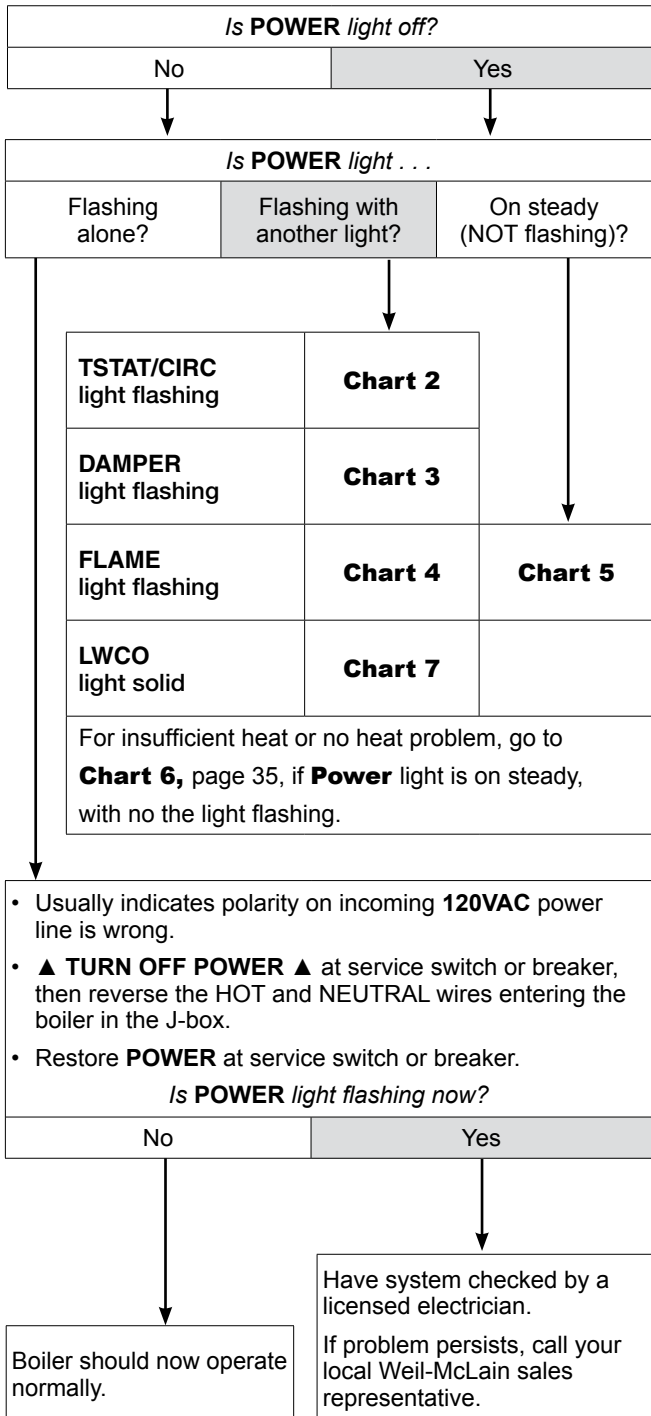 Is POWER light off?
No
Yes
Is POWER light . . .
Flashing
alone?
Flashing with
another light?
On steady
(NOT flashing)?
TSTAT/CIRC
light flashing
Chart 2
DAMPER
light flashing
Chart 3
FLAME
light flashing
Chart 4
Chart 5
LWCO
light solid
Chart 7
For insufficient heat or no heat problem, go to
Chart 6, page 35, if Power light is on steady,
with no the light flashing.
• Usually indicates polarity on incoming 120VAC power
line is wrong.
• ▲ TURN OFF POWER ▲ at service switch or breaker,
then reverse the HOT and NEUTRAL wires entering the
boiler in the J-box.
• Restore POWER at service switch or breaker.
Is POWER light flashing now?
No
Yes
Boiler should now operate
normally.
Have system checked by a
licensed electrician.
If problem persists, call your
local Weil-McLain sales
representative.